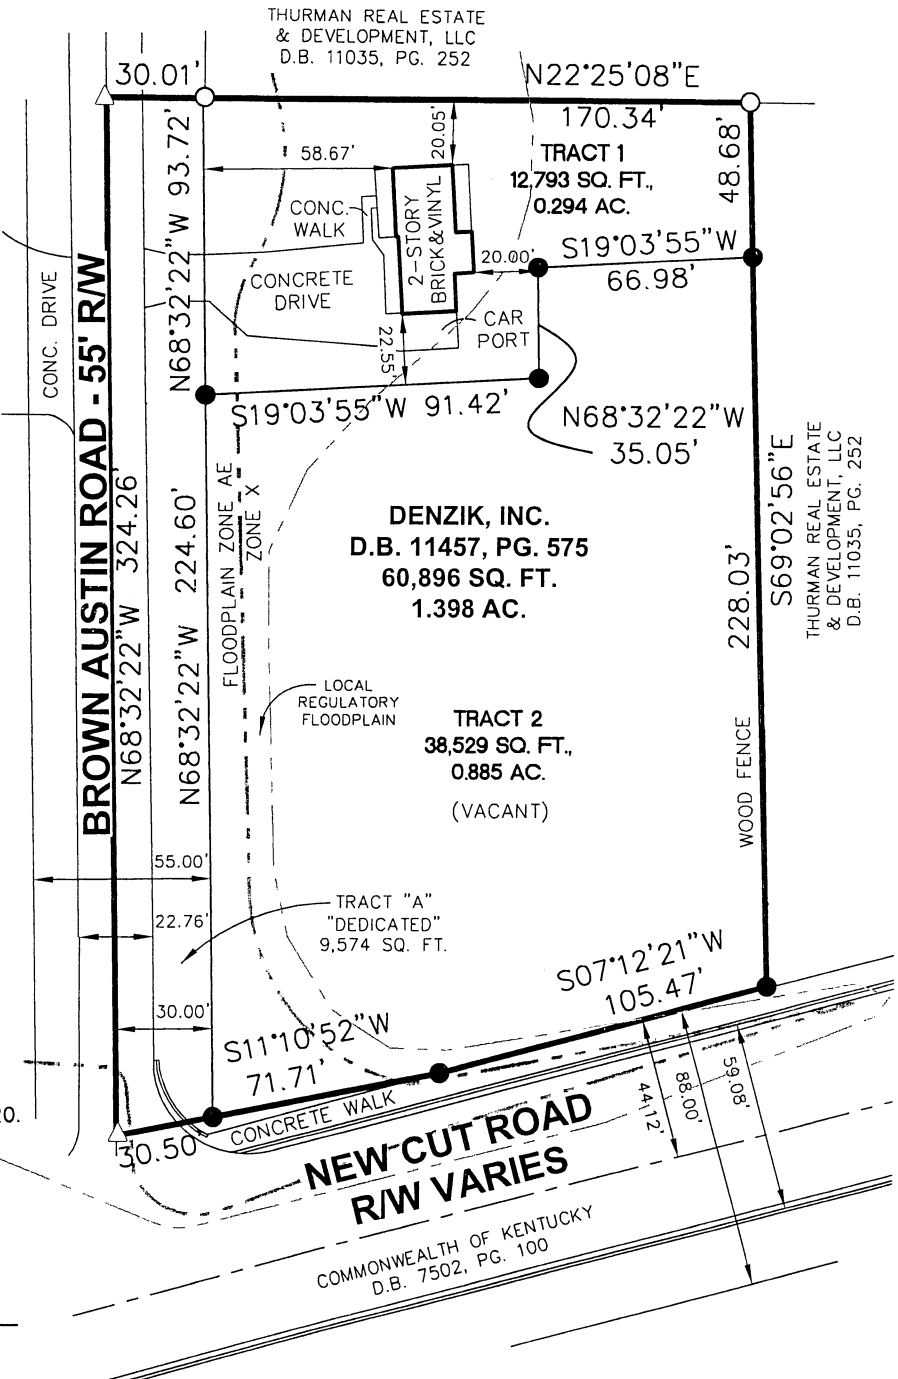 THURMAN REAL ESTATE
& DEVELOPMENT, LLC
D.B. 11035, PG. 252
30.01'
N22°25'08"E
170.34'
TRACT 1
12,793 SQ. FT.,
0.294 AC.
48.68'
20.05'
58.67'
N68°32'22"W 93.72'
CONC.
WALK
2-STORY
BRICK&VINYL
20.00'
S19°03'55"W
66.98'
CONCRETE
DRIVE
CAR
PORT
22.55'
CONC. DRIVE
S19°03'55"W 91.42'
N68°32'22"W
35.05'
BROWN AUSTIN ROAD - 55' R/W
N68°32'22"W 324.26'
N68°32'22"W 224.60'
FLOODPLAIN ZONE AE
ZONE X
DENZIK, INC.
D.B. 11457, PG. 575
60,896 SQ. FT.
1.398 AC.
228.03'
S69°02'56"E
THURMAN REAL ESTATE
& DEVELOPMENT, LLC
D.B. 11035, PG. 252
LOCAL
REGULATORY
FLOODPLAIN
TRACT 2
38,529 SQ. FT.,
0.885 AC.
(VACANT)
WOOD FENCE
55.00'
22.76'
TRACT "A"
"DEDICATED"
9,574 SQ. FT.
30.00'
S07°12'21"W
105.47'
S11°10'52"W
71.71'
20.
30.50'
CONCRETE WALK
44.12'
88.00'
59.08'
NEW CUT ROAD
R/W VARIES
COMMONWEALTH OF KENTUCKY
D.B. 7502, PG. 100